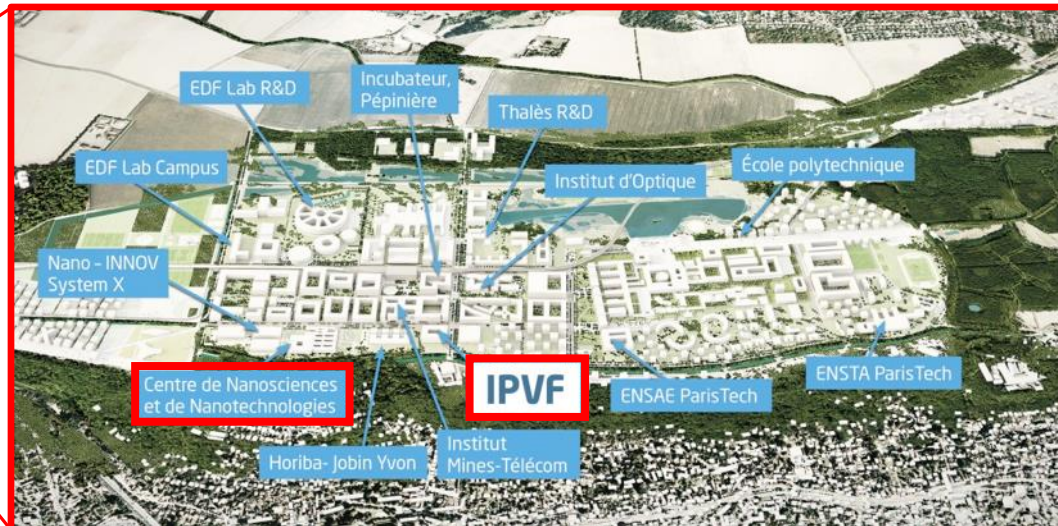 EDF Lab R&D
Incubateur,
Pépinière
Thalès R&D
EDF Lab Campus
Institut d'Optique
École polytechnique
Nano - INNOV
System X
Centre de Nanosciences
et de Nanotechnologies
IPVF
ENSAE ParisTech
ENSTA ParisTech
Horiba- Jobin Yvon
Institut
Mines-Télécom